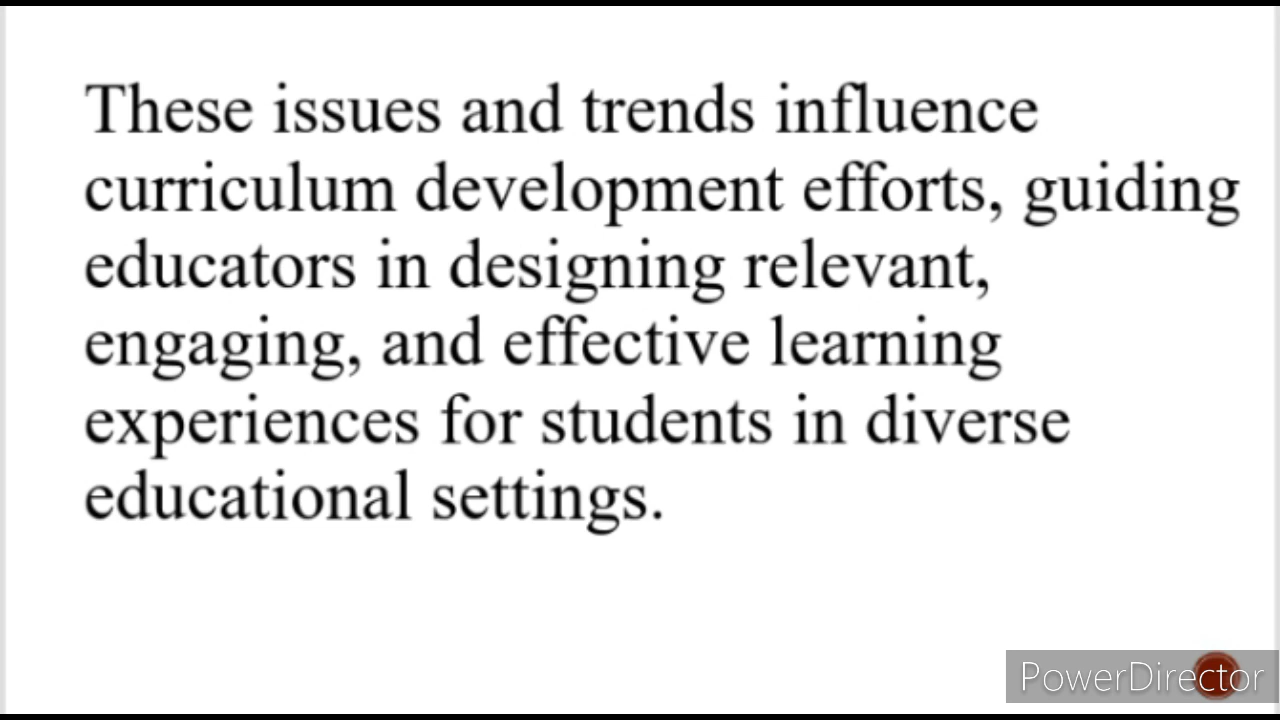 These issues and trends influence
curriculum development efforts, guiding
educators in designing relevant,
engaging, and effective learning
experiences for students in diverse
educational settings.
PowerDirector